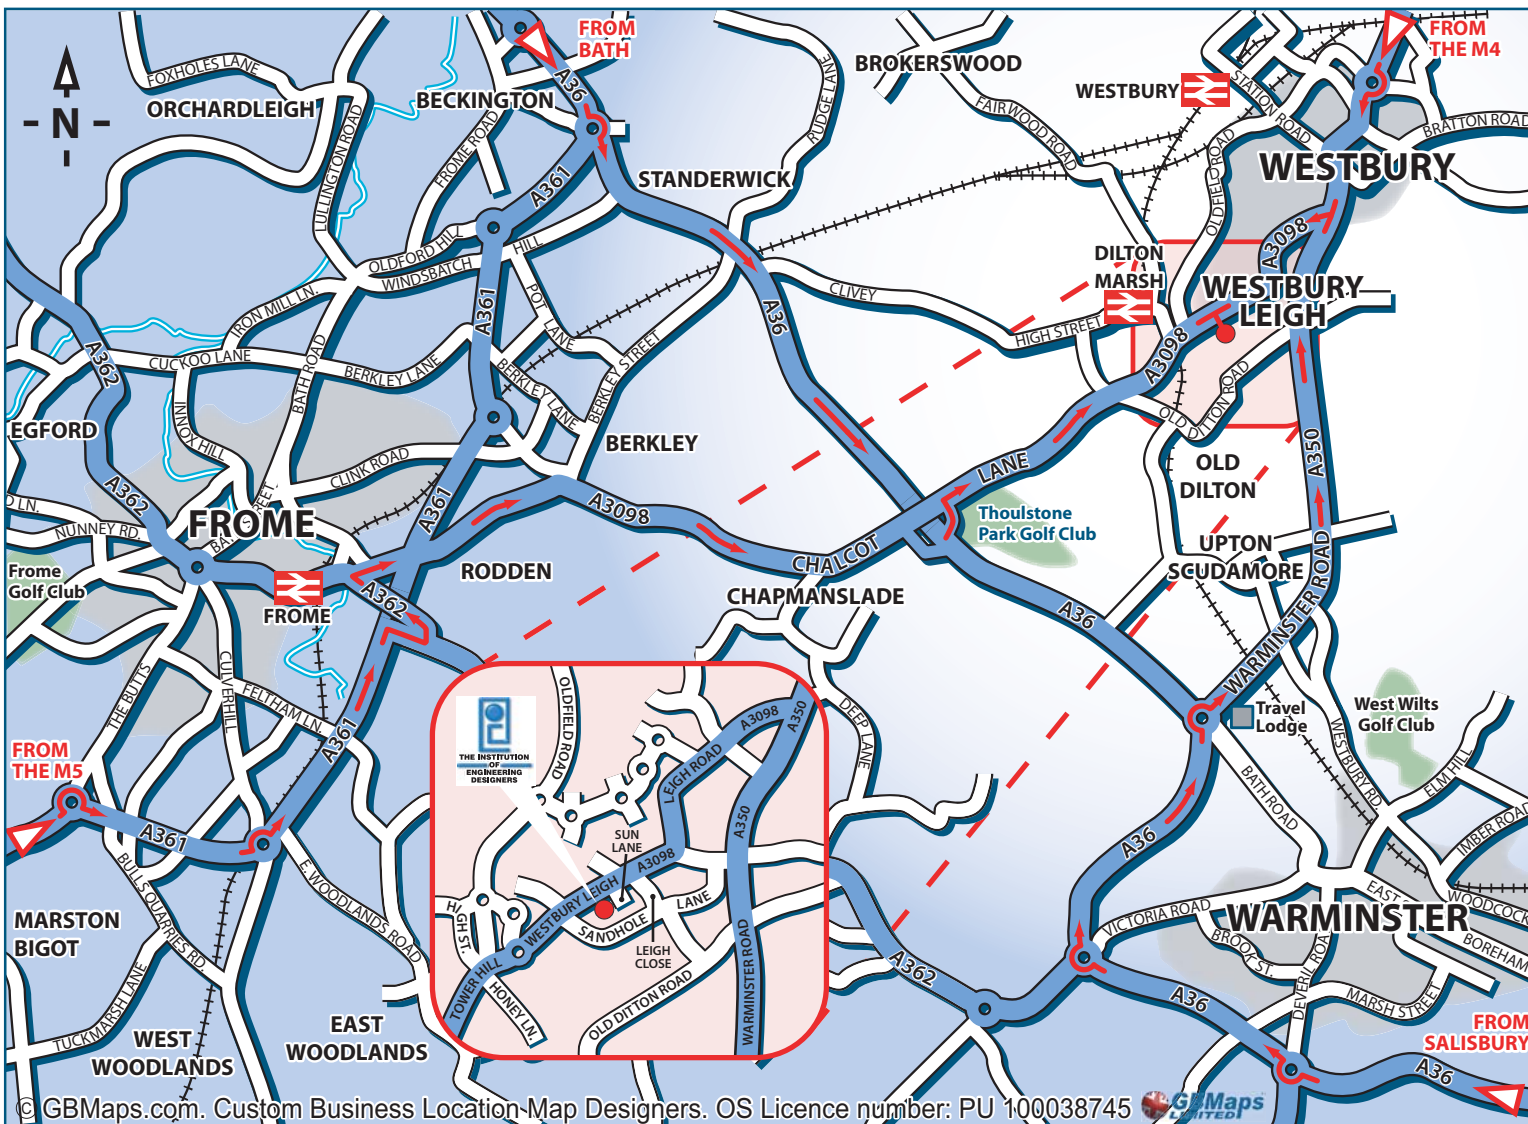 FROM
BATH
FROM
THE M4
BROKERSWOOD
FOXHOLES LANE
ORCHARDLEIGH
BECKINGTON
A36
WESTBURY
STATION ROAD
BRATTON ROAD
RUDGE LANE
FAIRWOOD ROAD
N
LULLINGTON ROAD
FROME ROAD
WESTBURY
STANDERWICK
A361
OLDFIELD ROAD
A3098
OLDFORD HILL
WINDSBATCH
HILL
DILTON
MARSH
WESTBURY
LEIGH
CLIVEY
POT LANE
A361
A36
IRON MILL LN.
HIGH STREET
A3098
A362
CUCKOO LANE
BATH ROAD
BERKLEY LANE
BERKLEY LANE
BERKLEY STREET
OLD DITTON ROAD
EGFORD
INNOX HILL
BERKLEY
A350
CLINK ROAD
LANE
OLD
DILTON
A362
A361
A3098
FROME
NUNNEY RD.
Thoulstone
Park Golf Club
CHALCOT
UPTON
SCUDAMORE
Frome
Golf Club
RODDEN
CHAPMANSLADE
A362
FROME
A36
WARMINSTER ROAD
THE BUTTS
CULVERHILL
FELTHAM LN.
A361
DEEP LANE
Travel
Lodge
West Wilts
Golf Club
WESTBURY RD.
FROM
THE M5
A361
BATH ROAD
ELM HILL
IMBER ROAD
A36
BULL SQUARRIES RD.
E. WOODLANDS ROAD
MARSTON
BIGOT
VICTORIA ROAD
WARMINSTER
EAST
WOODCOCK
BOREHAM
BROOK ST.
DEVERIL ROA
MARSH STREET
A362
A36
TUCKMARSH LANE
WEST
WOODLANDS
EAST
WOODLANDS
FROM
SALISBURY
A36
THE INSTITUTION
OF
ENGINEERING
DESIGNERS
OLDFIELD ROAD
A3098
A350
LEIGH ROAD
A350
SUN
LANE
A3098
WESTBURY LEIGH
HIGH ST.
SANDHOLE
LANE
LEIGH
CLOSE
TOWER HILL
HONEY LN.
OLD DITTON ROAD
WARMINSTER ROAD
© GBMaps.com. Custom Business Location Map Designers. OS Licence number: PU 100038745
GBMaps
LIMITED